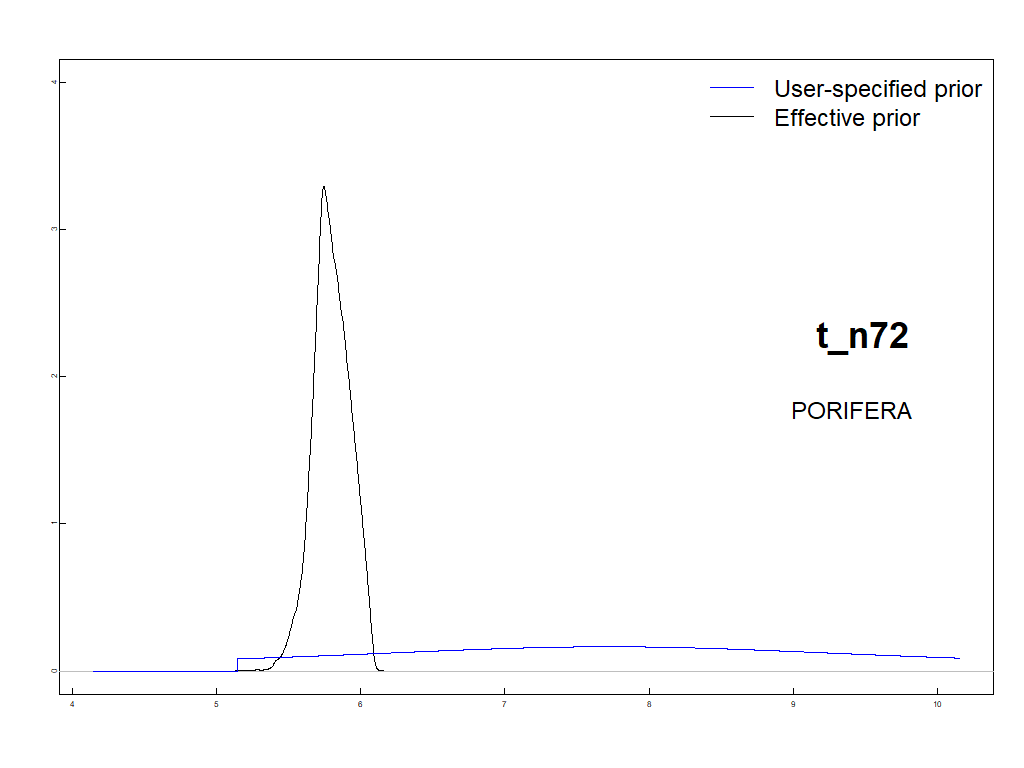 User-specified prior
Effective prior
t_n72
PORIFERA
4
3
2
1
0
4 5 6 7 8 9 10